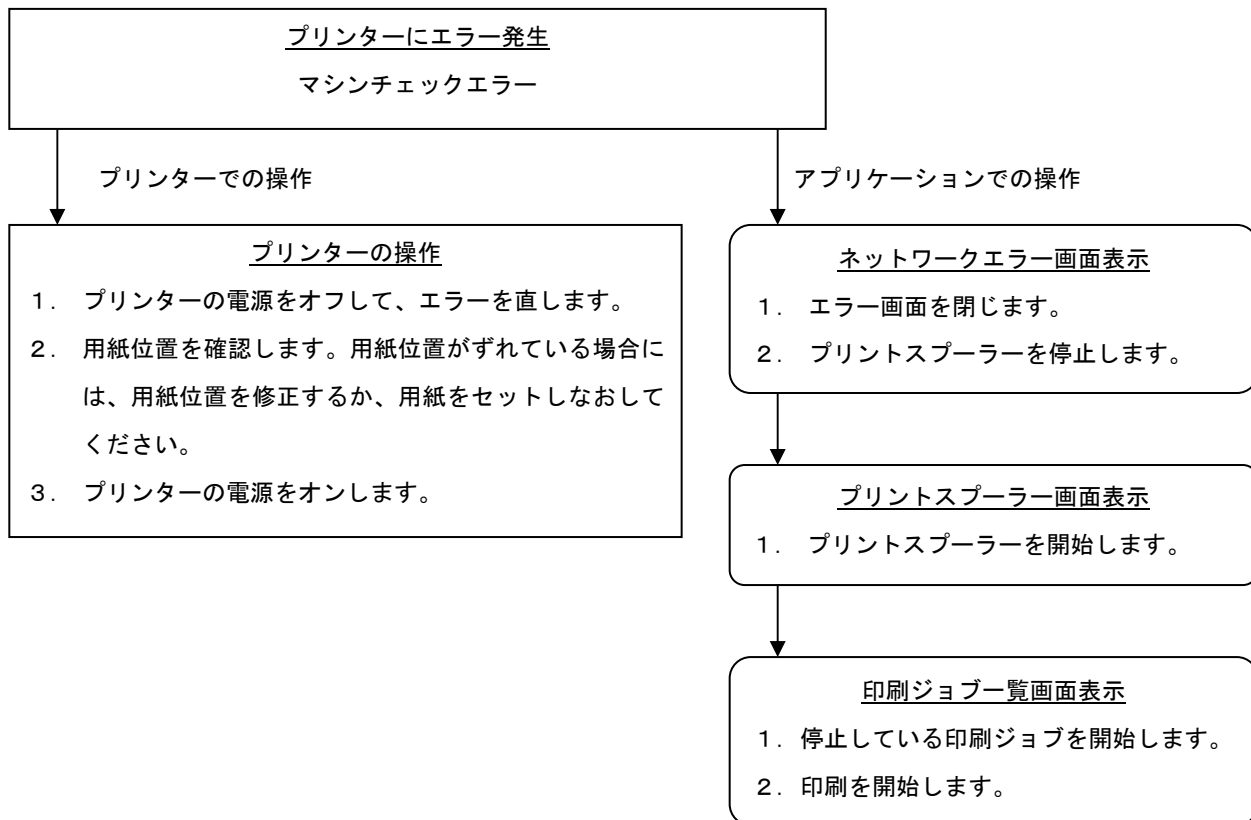 プリンターにエラー発生
マシンチェックエラー
プリンターでの操作
アプリケーションでの操作
プリンターの操作
１． プリンターの電源をオフして、エラーを直します。
２． 用紙位置を確認します。用紙位置がずれている場合に
は、用紙位置を修正するか、用紙をセットしなおして
ください。
３． プリンターの電源をオンします。
ネットワークエラー画面表示
１． エラー画面を閉じます。
２． プリントスプーラーを停止します。
プリントスプーラー画面表示
１． プリントスプーラーを開始します。
印刷ジョブ一覧画面表示
１．停止している印刷ジョブを開始します。
２．印刷を開始します。